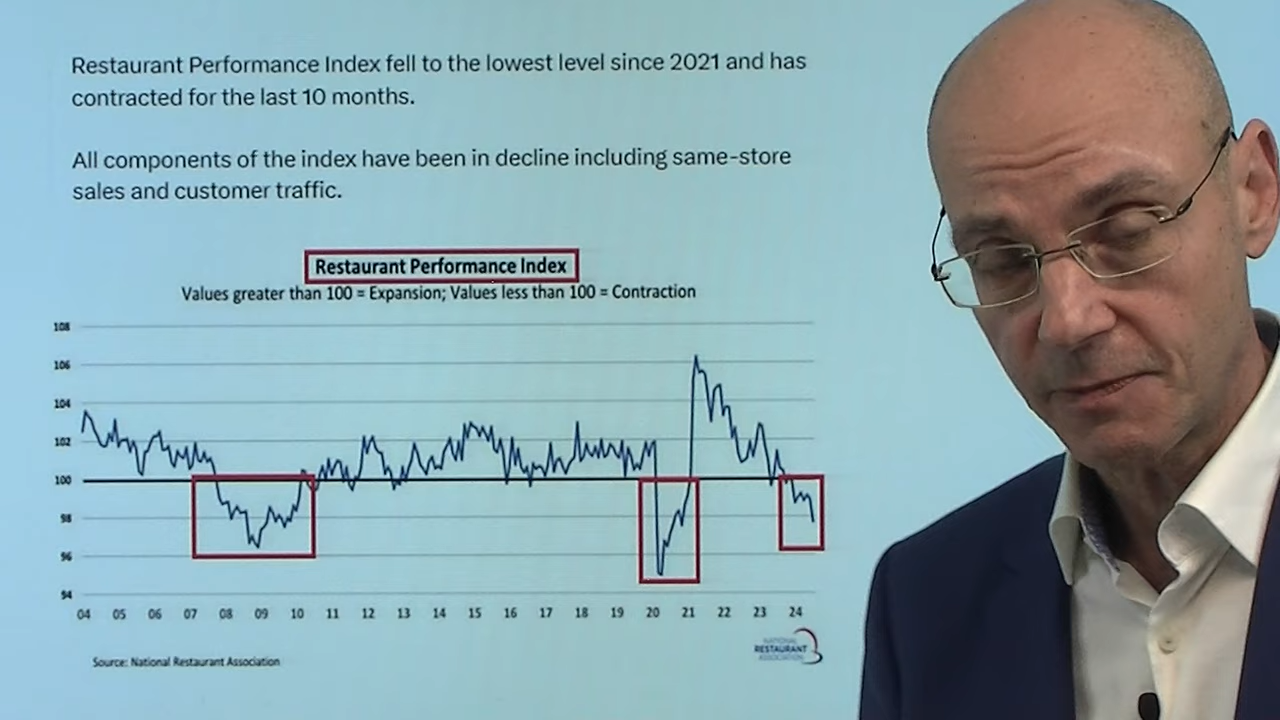 Restaurant Performance Index fell to the lowest level since 2021 and has
contracted for the last 10 months.
All components of the index have been in decline including same-store
sales and customer traffic.
Restaurant Performance Index
Values greater than 100 = Expansion; Values less than 100 = Contraction
108
106
104
102
100
98
96
94
04 05 06 07 08 09 10 11 12 13 14 15 16 17 18 19 20 21 22 23 24
NATIONAL
RESTAURANT
ASSOCIATION
Source: National Restaurant Association